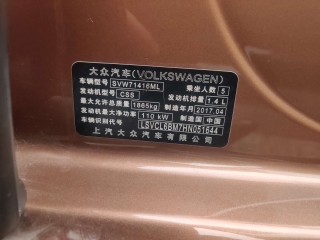 大众汽车(VOLKSWAGEN)
车辆型号 SVW71416ML 乘坐人数 5
发动机型号 CSS 发动机排量 1.4 L
最大允许总质量 1865kg 制造年月 2017.04
发动机最大净功率 110 kW 制造国 中国
车辆识别代号 LSVCL6BM7HN051644
上汽大众汽车有限公司